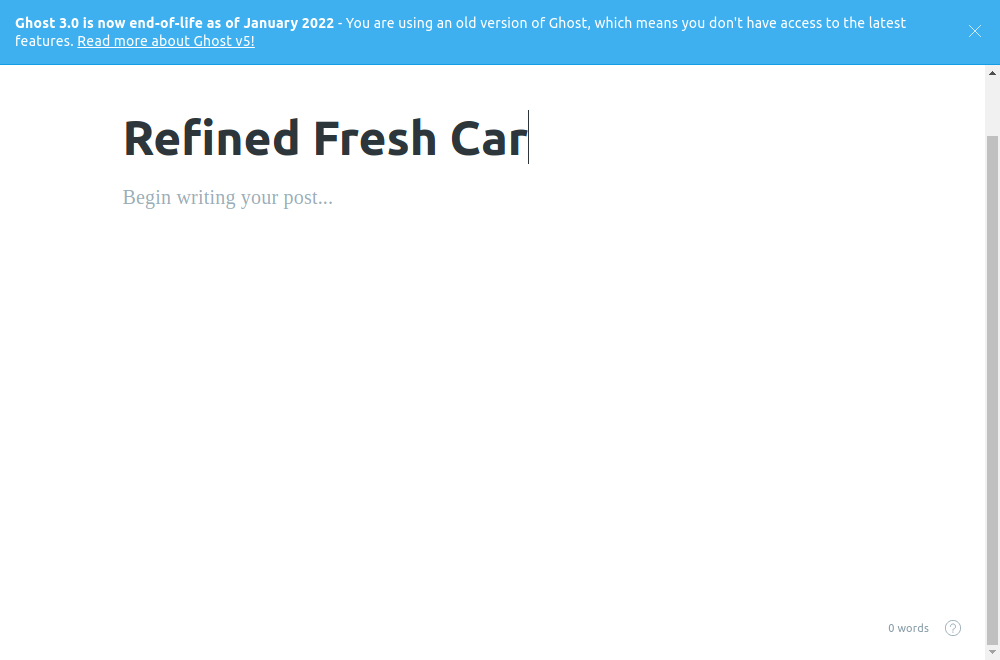 Ghost 3.0 is now end-of-life as of January 2022 - You are using an old version of Ghost, which means you don't have access to the latest
features. Read more about Ghost v5!
Refined Fresh Car
Begin writing your post...
0 words
?